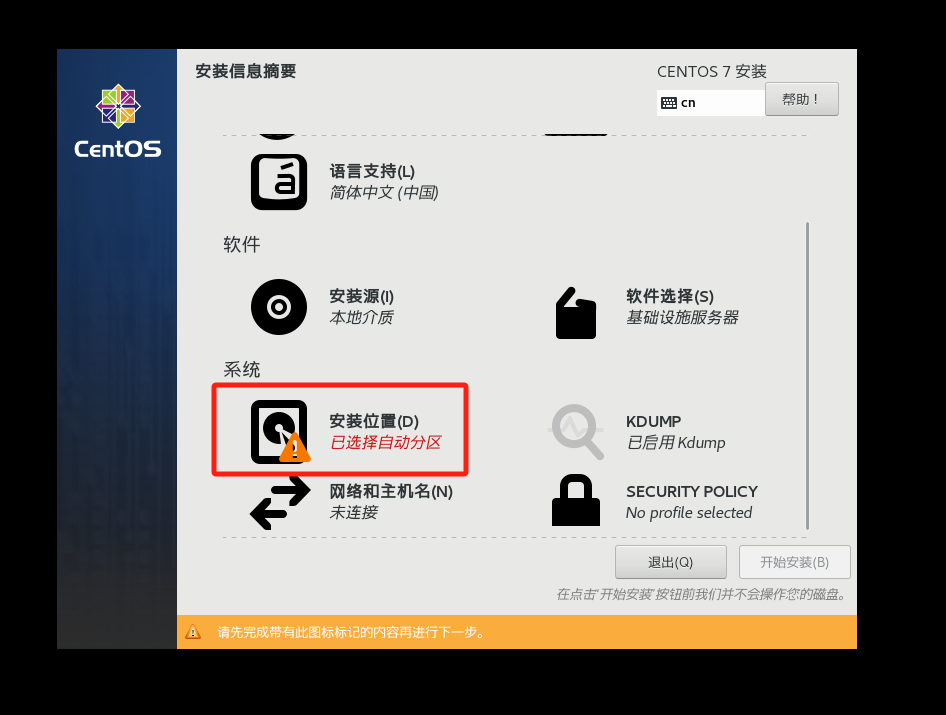 安装信息摘要
CENTOS 7 安装
cn
帮助！
CentOS
语言支持(L)
简体中文 (中国)
软件
安装源(I)
本地介质
软件选择(S)
基础设施服务器
系统
安装位置(D)
已选择自动分区
KDUMP
已启用 Kdump
网络和主机名(N)
未连接
SECURITY POLICY
No profile selected
退出(Q)
开始安装(B)
在点击“开始安装”按钮前我们并不会操作您的磁盘。
请先完成带有此图标标记的内容再进行下一步。